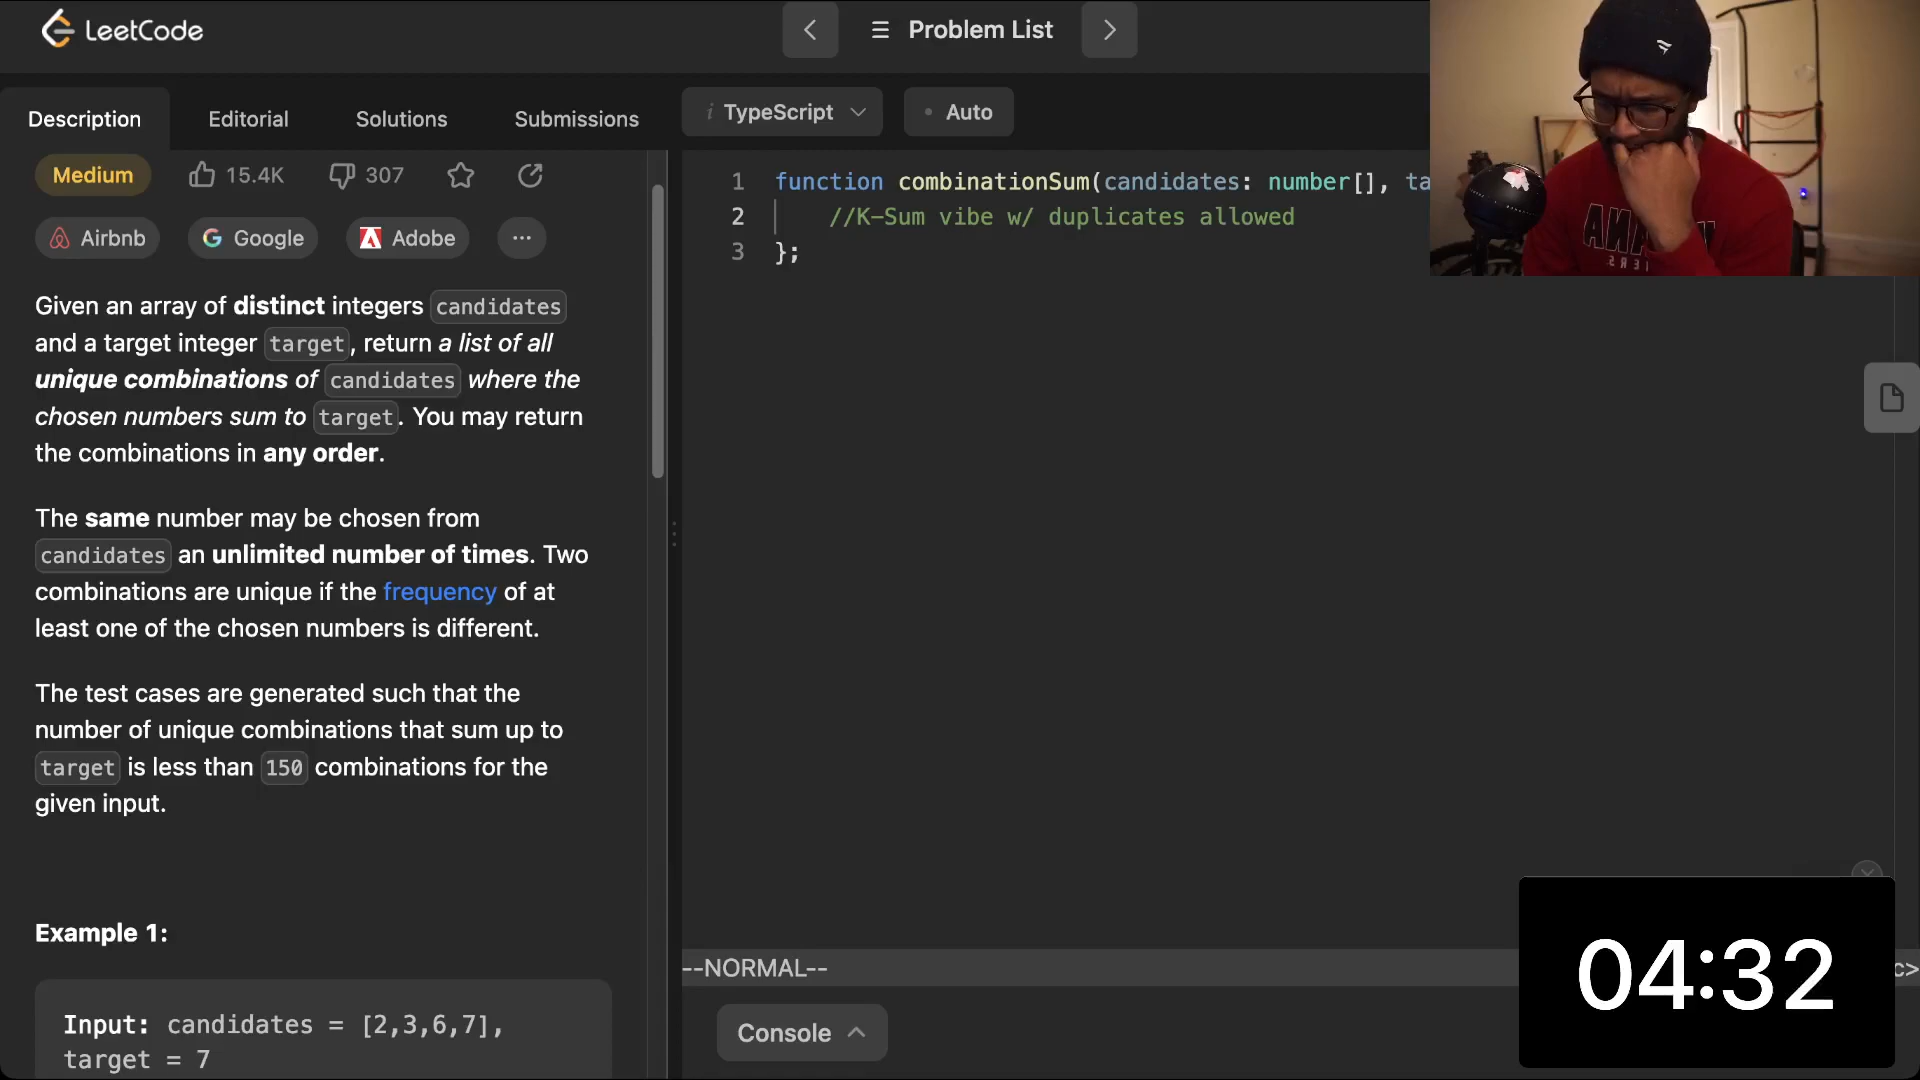 LeetCode
Problem List
Description
Editorial
Solutions
Submissions
i TypeScript
• Auto
Medium
15.4K
307
Airbnb
Google
Adobe
...
Given an array of distinct integers candidates
and a target integer target, return a list of all
unique combinations of candidates where the
chosen numbers sum to target. You may return
the combinations in any order.
The same number may be chosen from
candidates an unlimited number of times. Two
combinations are unique if the frequency of at
least one of the chosen numbers is different.
The test cases are generated such that the
number of unique combinations that sum up to
target is less than 150 combinations for the
given input.
Example 1:
Input: candidates = [2,3,6,7],
target = 7
1 function combinationSum(candidates: number[], ta
2 //K-Sum vibe w/ duplicates allowed
3 };
--NORMAL--
c>
Console
04:32